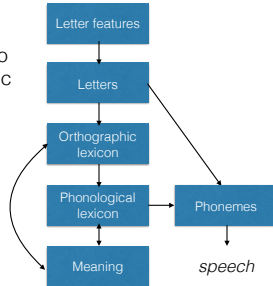 Letter features
o
c
Letters
Orthographic
lexicon
Phonological
lexicon
Phonemes
Meaning
speech